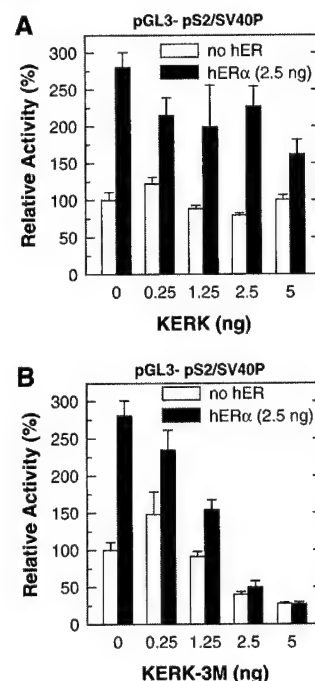 A
pGL3- pS2/SV40P
no hER
hERα (2.5 ng)
Relative Activity (%)
300
250
200
150
100
50
0
0 0.25 1.25 2.5 5
KERK (ng)
B
pGL3- pS2/SV40P
no hER
hERα (2.5 ng)
Relative Activity (%)
300
250
200
150
100
50
0
0 0.25 1.25 2.5 5
KERK-3M (ng)